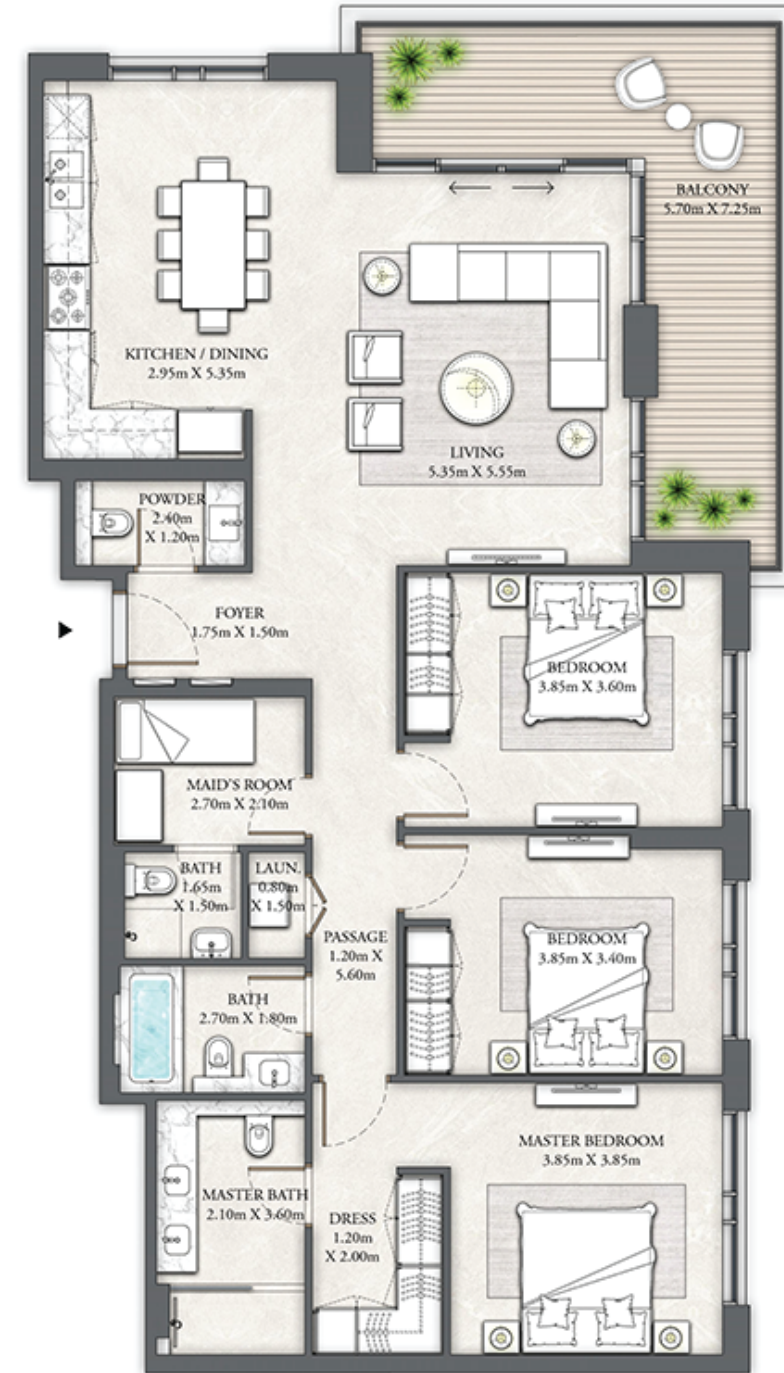 BALCONY
5.70m X 7.25m
KITCHEN / DINING
2.95m X 5.35m
LIVING
5.35m X 5.55m
POWDER
2.40m
X 1.20m
FOYER
1.75m X 1.50m
BEDROOM
3.85m X 3.60m
MAID'S ROOM
2.70m X 2.10m
BATH
1.65m
X 1.50m
LAUN.
0.80m
X 1.50m
PASSAGE
1.20m X
5.60m
BEDROOM
3.85m X 3.40m
BATH
2.70m X 1.80m
MASTER BEDROOM
3.85m X 3.85m
MASTER BATH
2.10m X 3.60m
DRESS
1.20m
X 2.00m